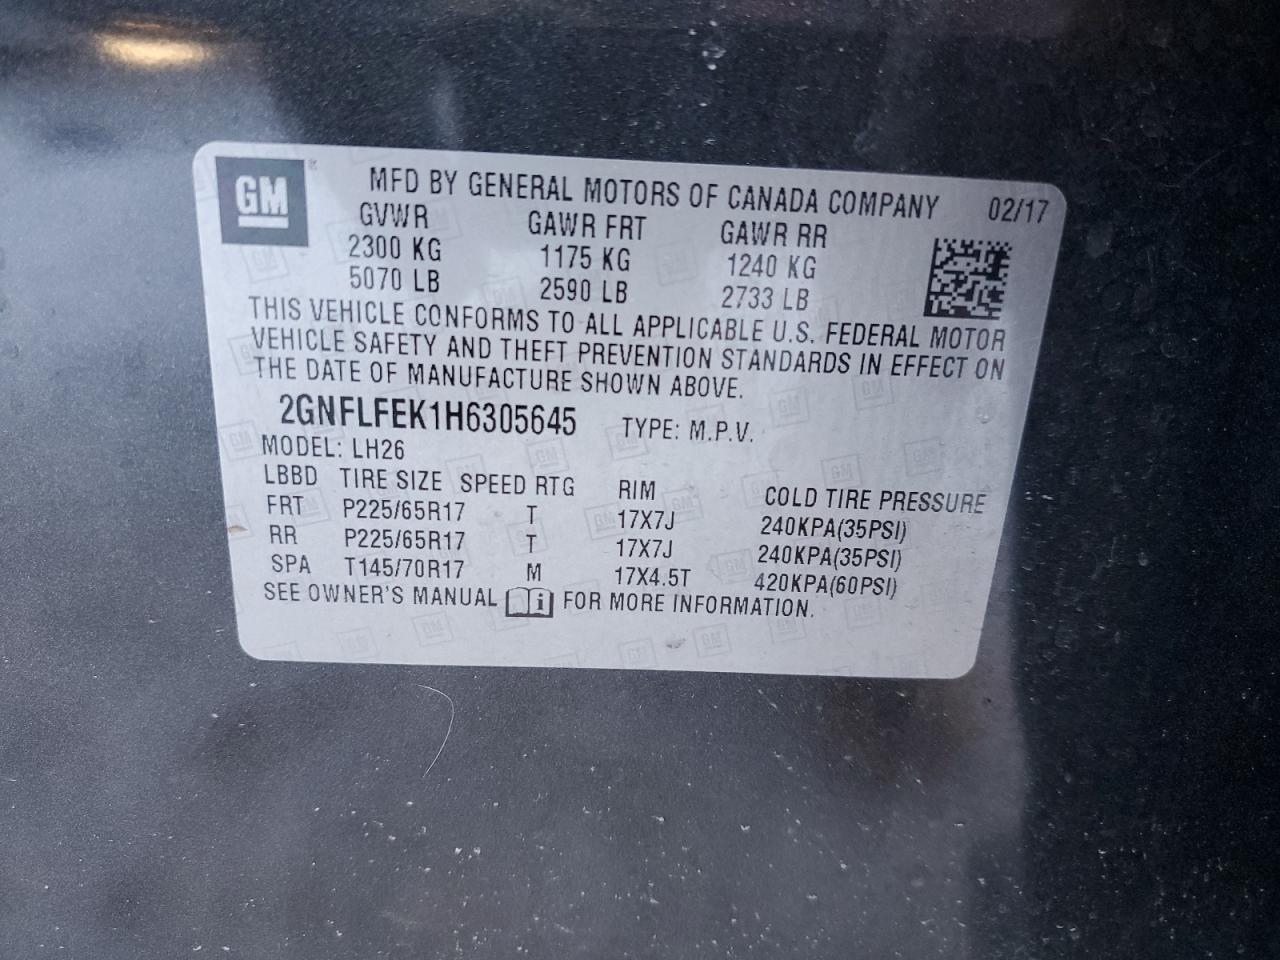 GM ®
MFD BY GENERAL MOTORS OF CANADA COMPANY 02/17
GVWR GAWR FRT GAWR RR
2300 KG 1175 KG 1240 KG
5070 LB 2590 LB 2733 LB
THIS VEHICLE CONFORMS TO ALL APPLICABLE U.S. FEDERAL MOTOR
VEHICLE SAFETY AND THEFT PREVENTION STANDARDS IN EFFECT ON
THE DATE OF MANUFACTURE SHOWN ABOVE.
2GNFLFEK1H6305645 TYPE: M.P.V.
MODEL: LH26
LBBD TIRE SIZE SPEED RTG RIM COLD TIRE PRESSURE
FRT P225/65R17 T 17X7J 240KPA(35PSI)
RR P225/65R17 T 17X7J 240KPA(35PSI)
SPA T145/70R17 M 17X4.5T 420KPA(60PSI)
SEE OWNER'S MANUAL i FOR MORE INFORMATION.